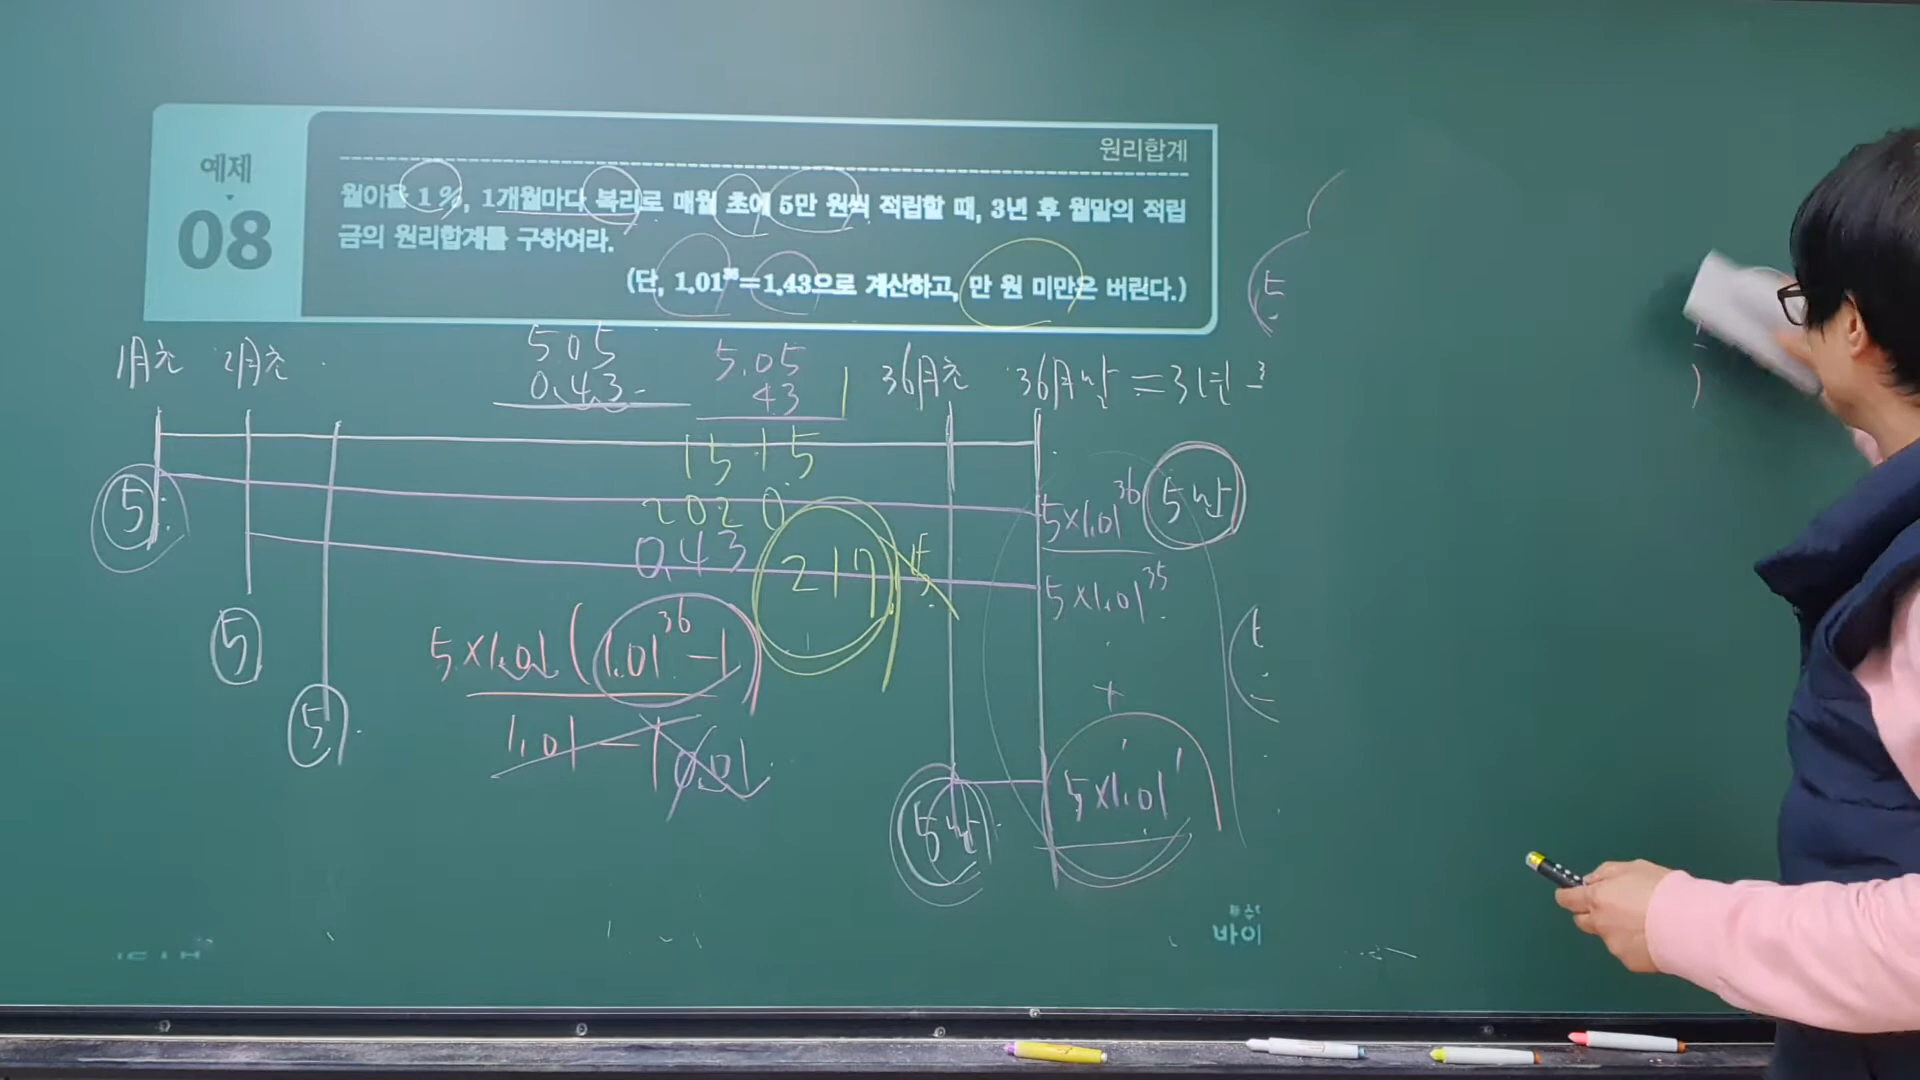 원리합계
예제
08
월이율 1%, 1개월마다 복리로 매월 초에 5만 원씩 적립할 때, 3년 후 월말의 적립
금의 원리합계를 구하여라.
(단, 1.01³⁶=1.43으로 계산하고, 만 원 미만은 버린다.)
1月초 2月초
505
0.43
5.05
43
36月초 36月말 = 3년 후
1515
2020
0.43
217
15
5 5 5
5×1.01³⁶
5만
5×1.01³⁵
+
5×1.01¹
5만
5×1.01(1.01³⁶-1)
1.01-1
0.01
바이